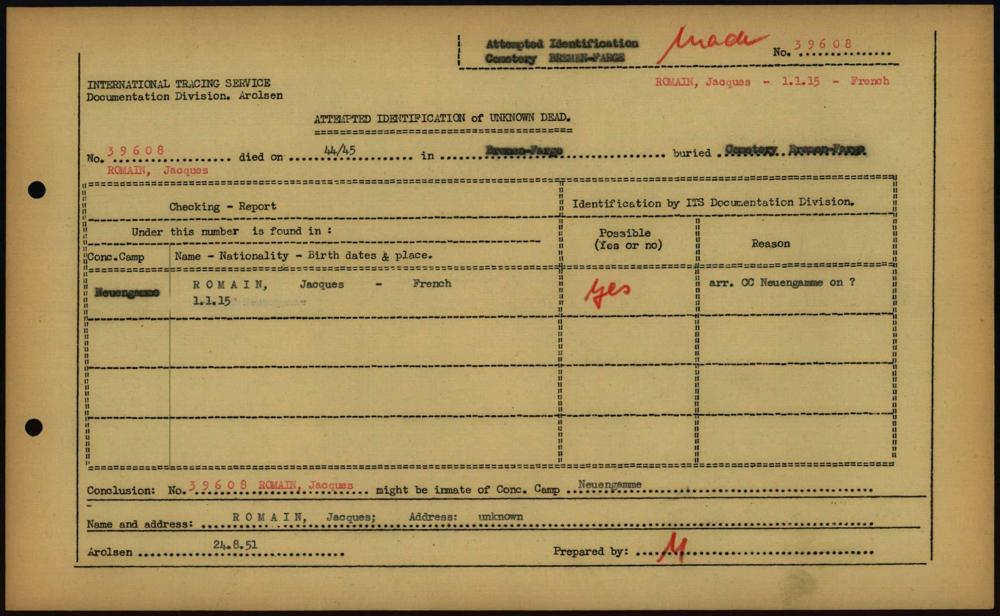 Attempted Identification
Cemetery BREMEN-FARGE
Made
No. 39608
ROMAIN, Jacques - 1.1.15 - French
INTERNATIONAL TRACING SERVICE
Documentation Division. Arolsen
ATTEMPTED IDENTIFICATION of UNKNOWN DEAD.
No. 39608 died on 44/45 in Bremen-Farge buried Cemetery Bremen-Farge
ROMAIN, Jacques
Checking - Report
Identification by ITS Documentation Division.
Under this number is found in :
Possible
(Yes or no)
Reason
Conc.Camp
Name - Nationality - Birth dates & place.
Neuengamme
ROMAIN, Jacques - French
1.1.15
yes
arr. CC Neuengamme on ?
Conclusion: No. 39608 ROMAIN, Jacques might be inmate of Conc. Camp Neuengamme
Name and address: ROMAIN, Jacques; Address: unknown
Arolsen 24.8.51 Prepared by: M